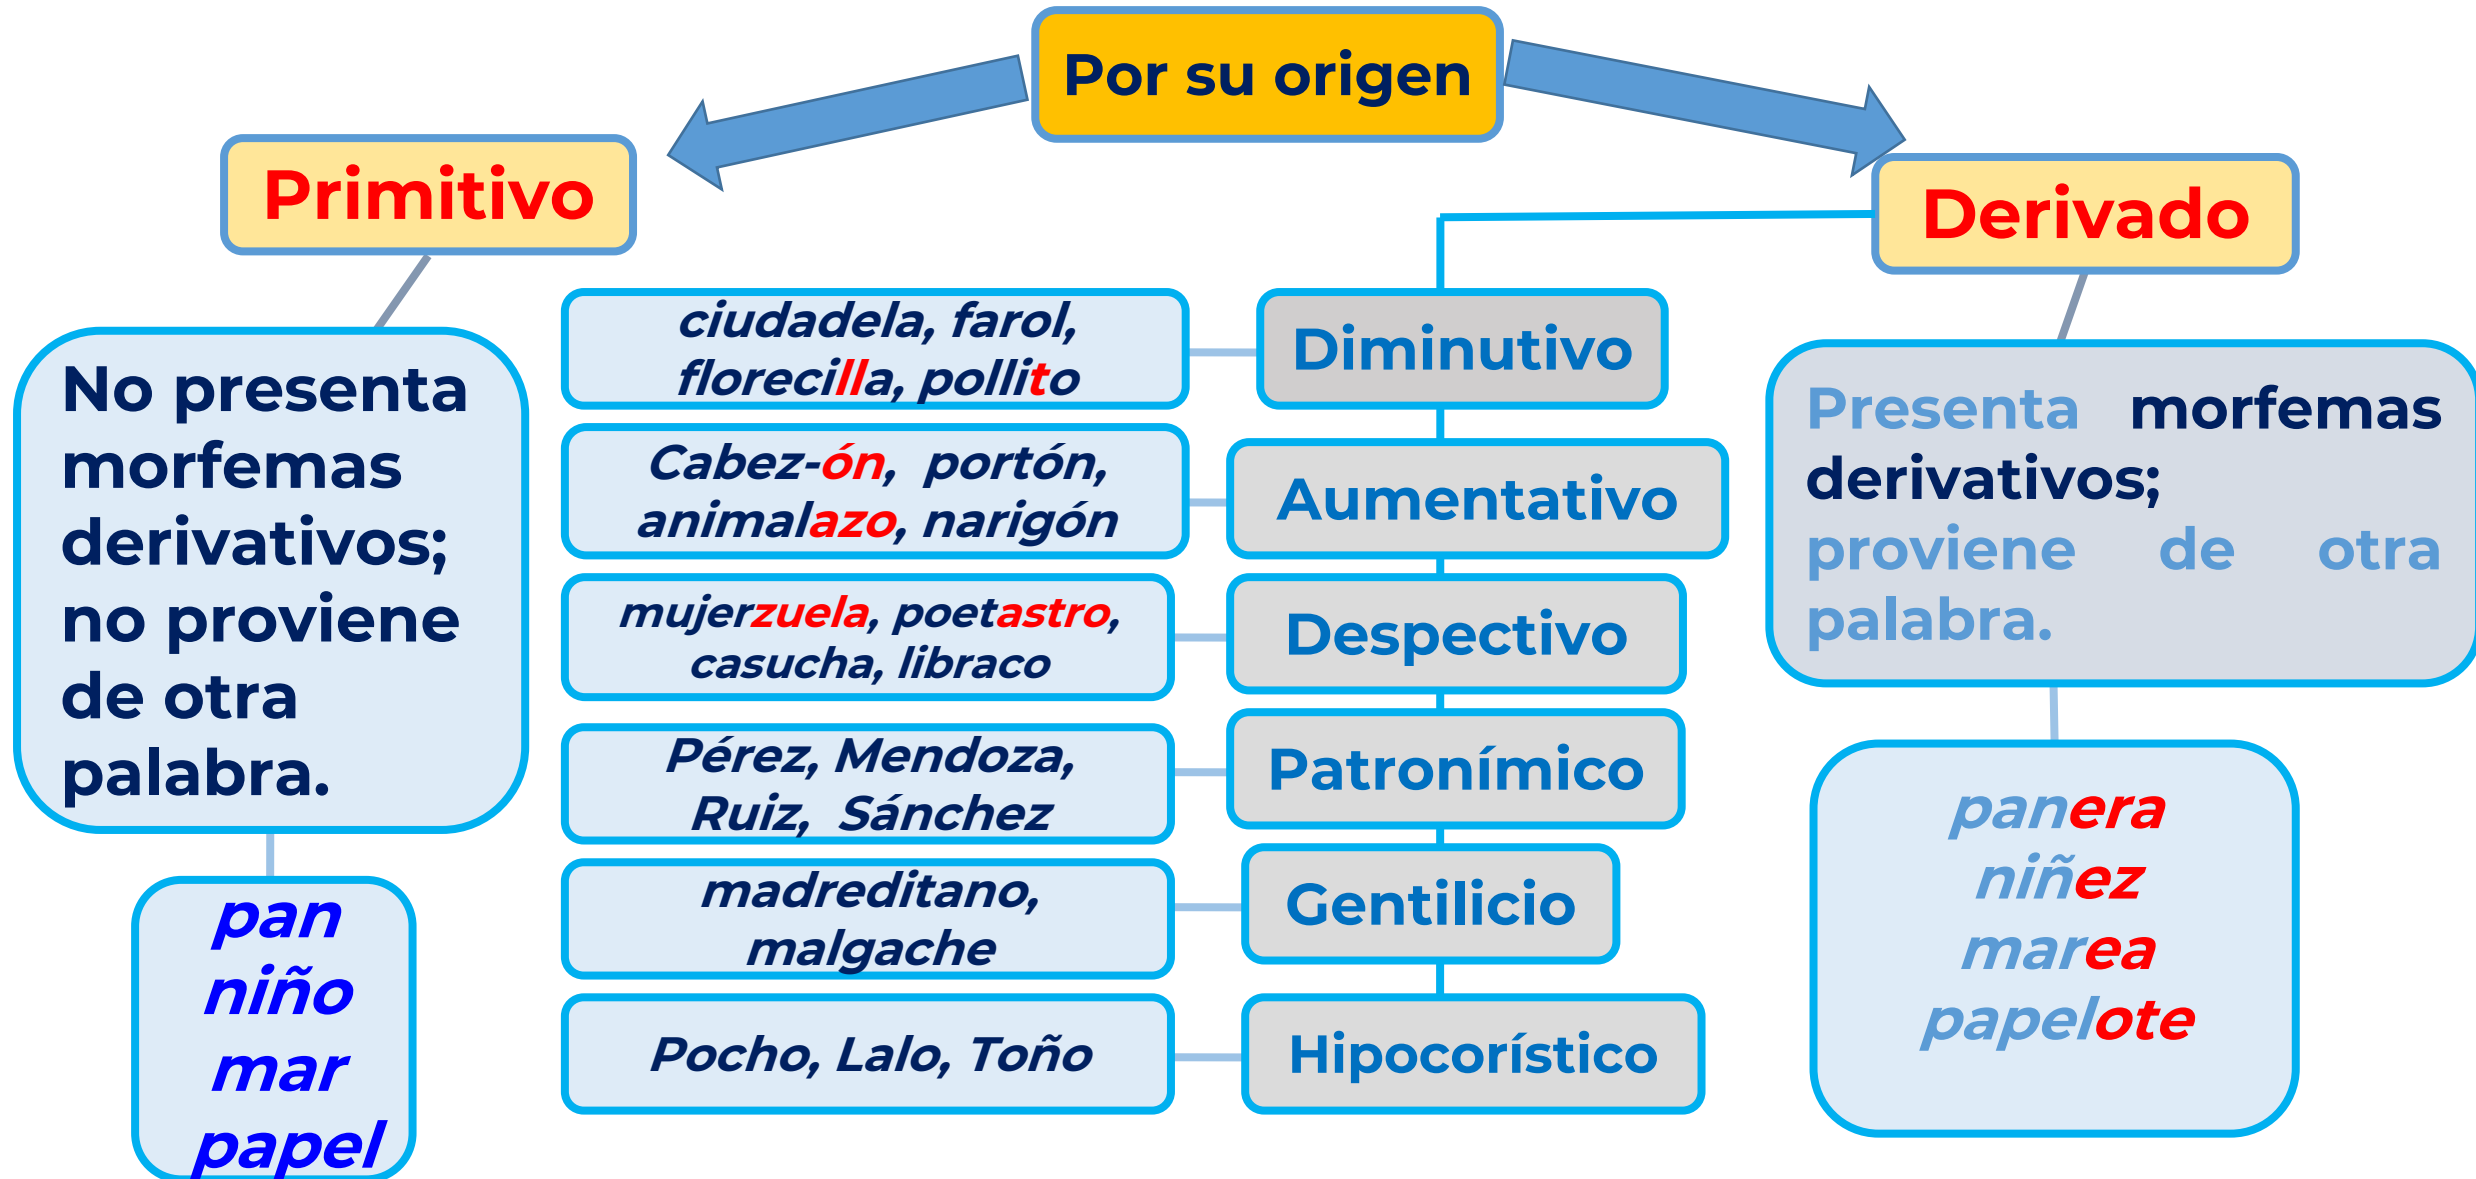 Por su origen
Primitivo
No presenta
morfemas
derivativos;
no proviene
de otra
palabra.
pan
niño
mar
papel
Derivado
Presenta morfemas
derivativos;
proviene de otra
palabra.
panera
niñez
marea
papelote
Diminutivo
ciudadela, farol,
florecilla, pollito
Aumentativo
Cabez-ón, portón,
animalazo, narigón
Despectivo
mujerzuela, poetastro,
casucha, libraco
Patronímico
Pérez, Mendoza,
Ruiz, Sánchez
Gentilicio
madreditano,
malgache
Hipocorístico
Pocho, Lalo, Toño